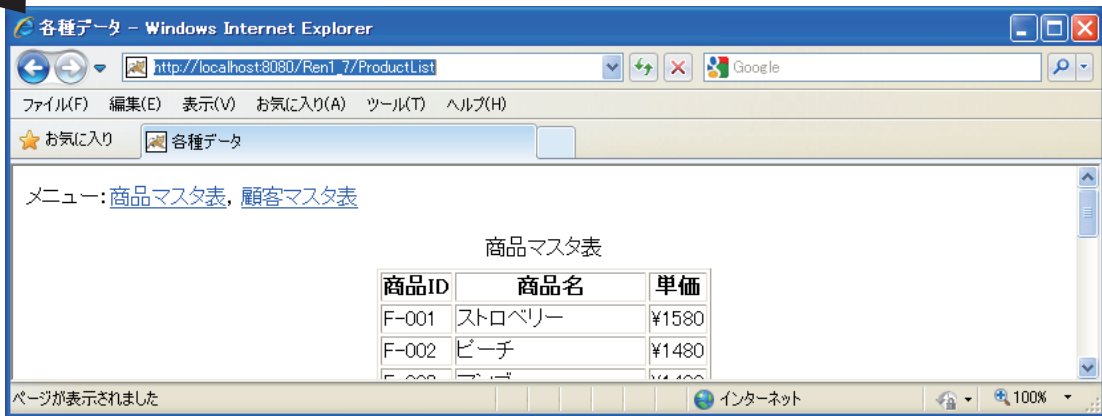 各種データ - Windows Internet Explorer
http://localhost:8080/Ren1_7/ProductList
Google
ファイル(F) 編集(E) 表示(V) お気に入り(A) ツール(T) ヘルプ(H)
お気に入り 各種データ
メニュー:商品マスタ表, 顧客マスタ表
商品マスタ表
商品ID 商品名 単価
F-001 ストロベリー ¥1580
F-002 ピーチ ¥1480
ページが表示されました インターネット 100%